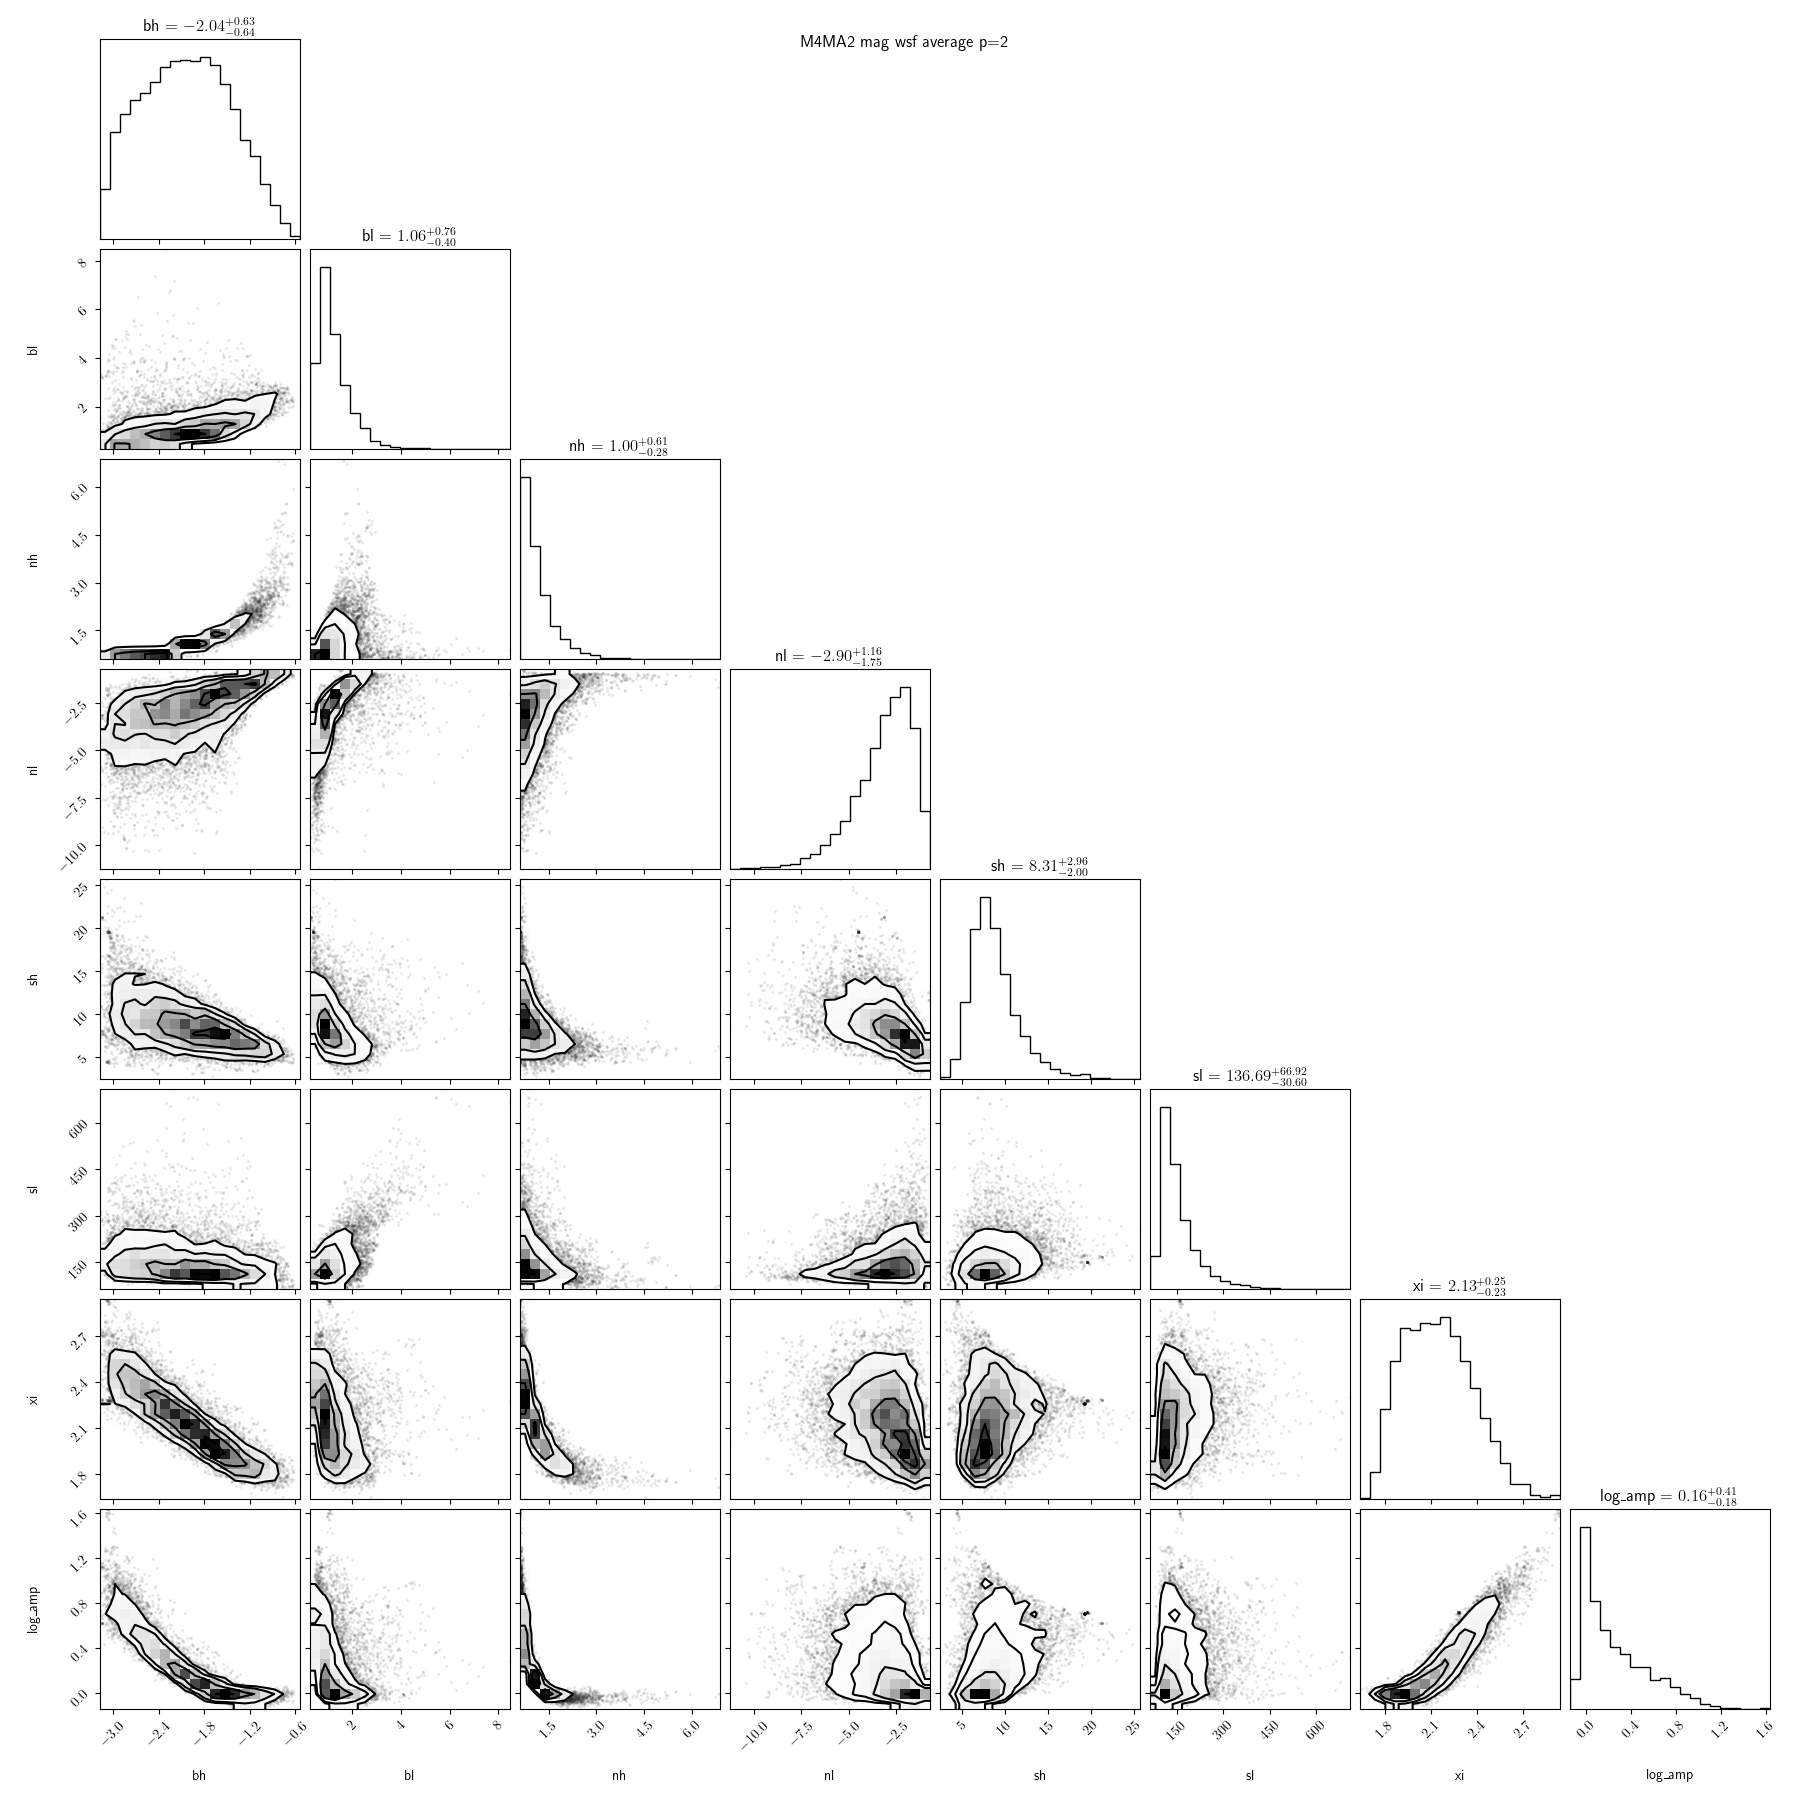 M4MA2 mag wsf average p=2
bh = −2.04 +0.63 −0.64
bl = 1.06 +0.76 −0.40
8
6
4
2
bl
nh = 1.00 +0.61 −0.28
6.0
4.5
3.0
1.5
nh
nl = −2.90 +1.16 −1.75
−2.5
−5.0
−7.5
−10.0
nl
sh = 8.31 +2.96 −2.00
25
20
15
10
5
sh
sl = 136.69 +66.92 −30.60
600
450
300
150
sl
xi = 2.13 +0.25 −0.23
2.7
2.4
2.1
1.8
xi
log_amp = 0.16 +0.41 −0.18
1.6
1.2
0.8
0.4
0.0
log_amp
−3.0 −2.4 −1.8 −1.2 −0.6
2 4 6 8
1.5 3.0 4.5 6.0
−10.0 −7.5 −5.0 −2.5
5 10 15 20 25
150 300 450 600
1.8 2.1 2.4 2.7
0.0 0.4 0.8 1.2 1.6
bh bl nh nl sh sl xi log_amp